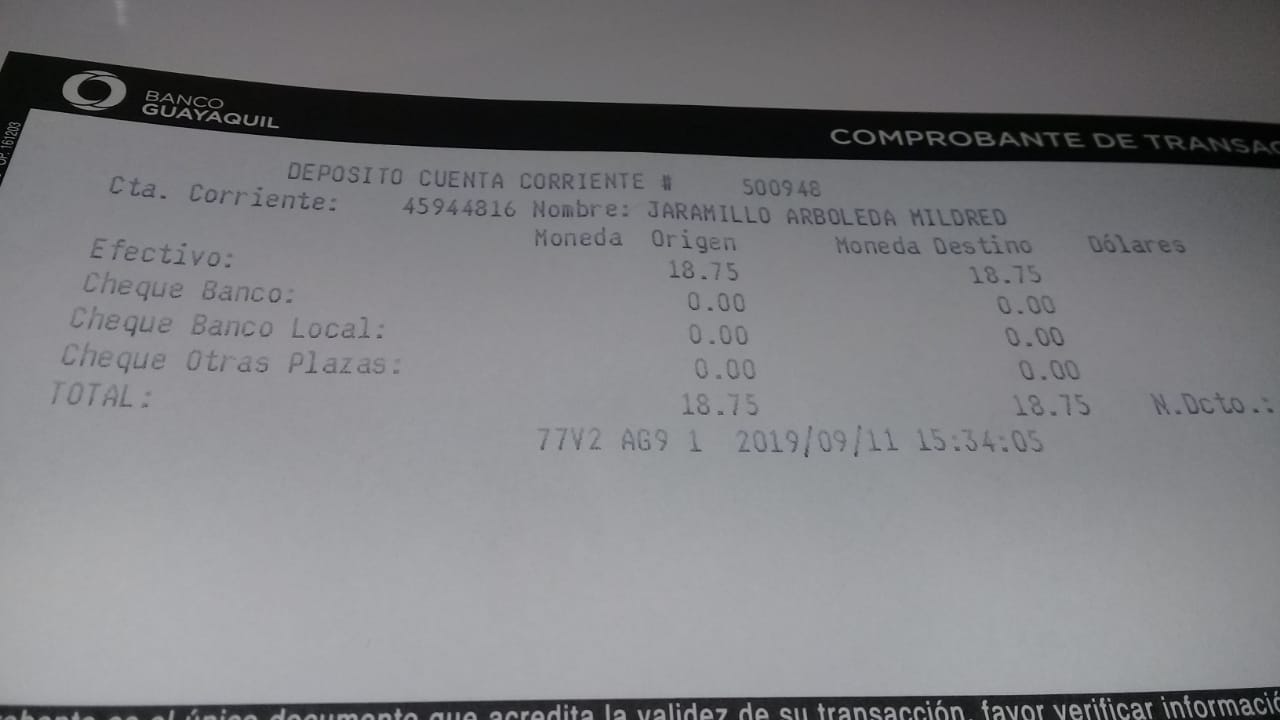 BANCO
GUAYAQUIL
COMPROBANTE DE TRANSAC
OP. 161203
DEPOSITO CUENTA CORRIENTE # 500948
Cta. Corriente: 45944816 Nombre: JARAMILLO ARBOLEDA MILDRED
Moneda Origen Moneda Destino Dólares
Efectivo: 18.75 18.75
Cheque Banco: 0.00 0.00
Cheque Banco Local: 0.00 0.00
Cheque Otras Plazas: 0.00 0.00
TOTAL: 18.75 18.75 N.Dcto.:
77V2 AG9 1 2019/09/11 15:34:05
es el único documento que acredita la validez de su transacción, favor verificar informació